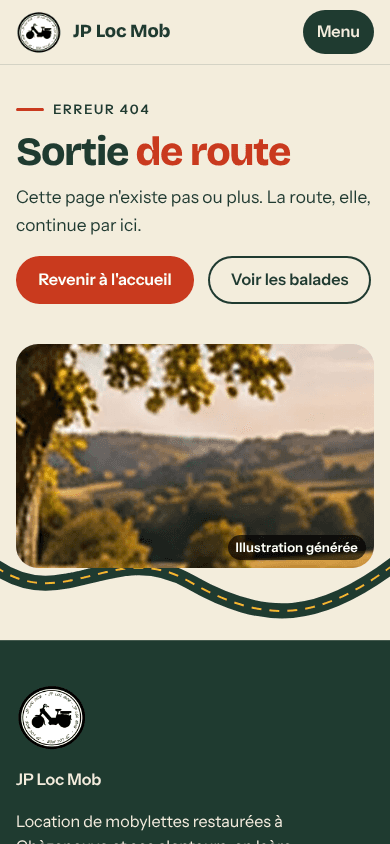 JP Loc Mob
Menu
ERREUR 404
Sortie de route
Cette page n'existe pas ou plus. La route, elle,
continue par ici.
Revenir à l'accueil
Voir les balades
Illustration générée
JP Loc Mob
Location de mobylettes restaurées à